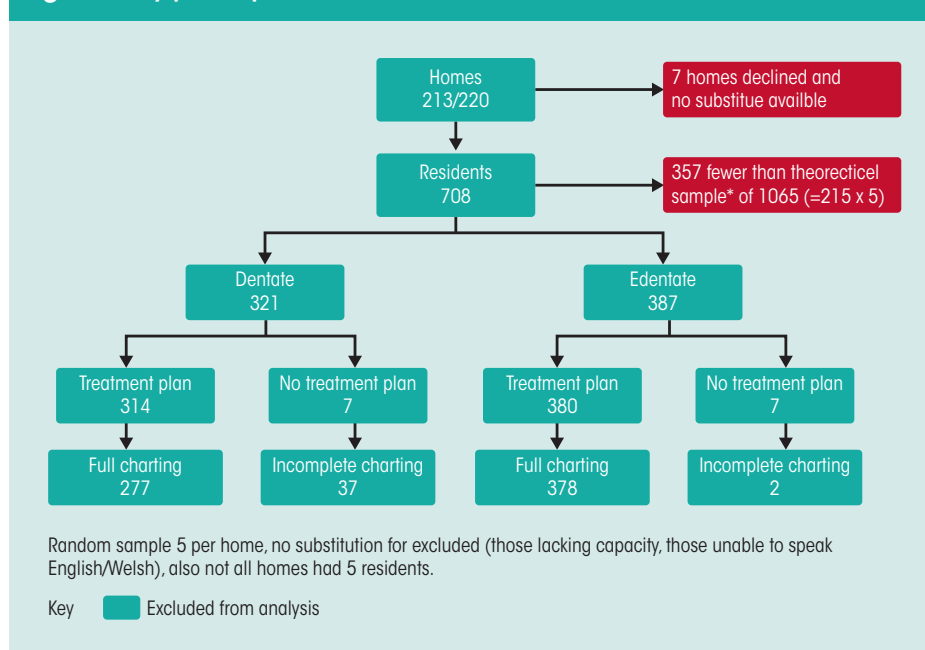 Homes
213/220
7 homes declined and
no substitue availble
Residents
708
357 fewer than theorecticel
sample* of 1065 (=215 x 5)
Dentate
321
Edentate
387
Treatment plan
314
No treatment plan
7
Treatment plan
380
No treatment plan
7
Full charting
277
Incomplete charting
37
Full charting
378
Incomplete charting
2
Random sample 5 per home, no substitution for excluded (those lacking capacity, those unable to speak
English/Welsh), also not all homes had 5 residents.
Key
Excluded from analysis